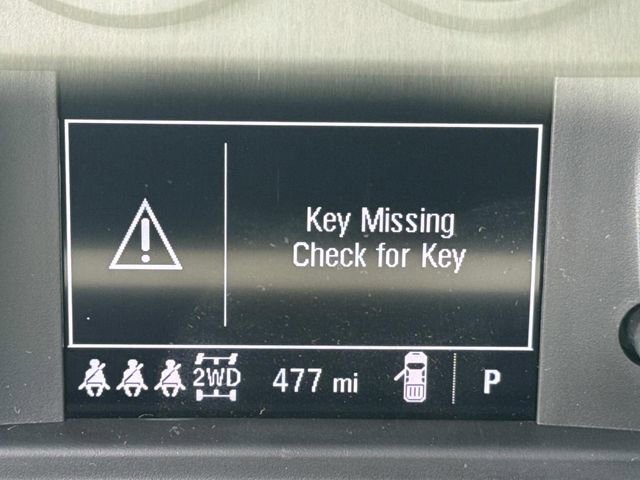 Key Missing
Check for Key
2WD
477 mi
P